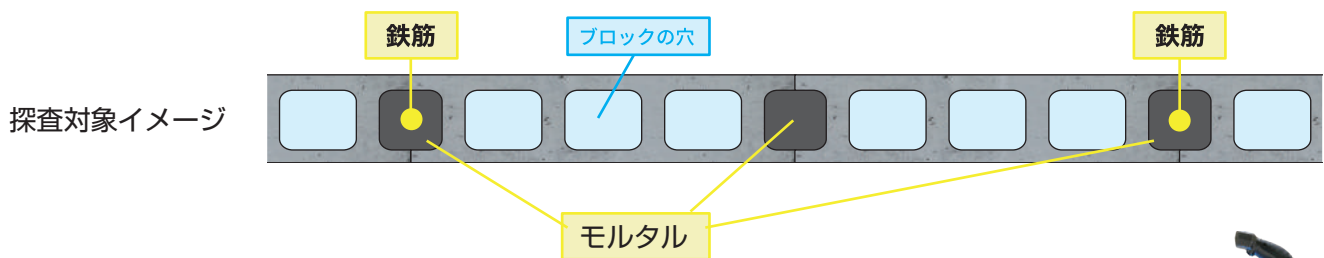 鉄筋
ブロックの穴
鉄筋
探査対象イメージ
モルタル